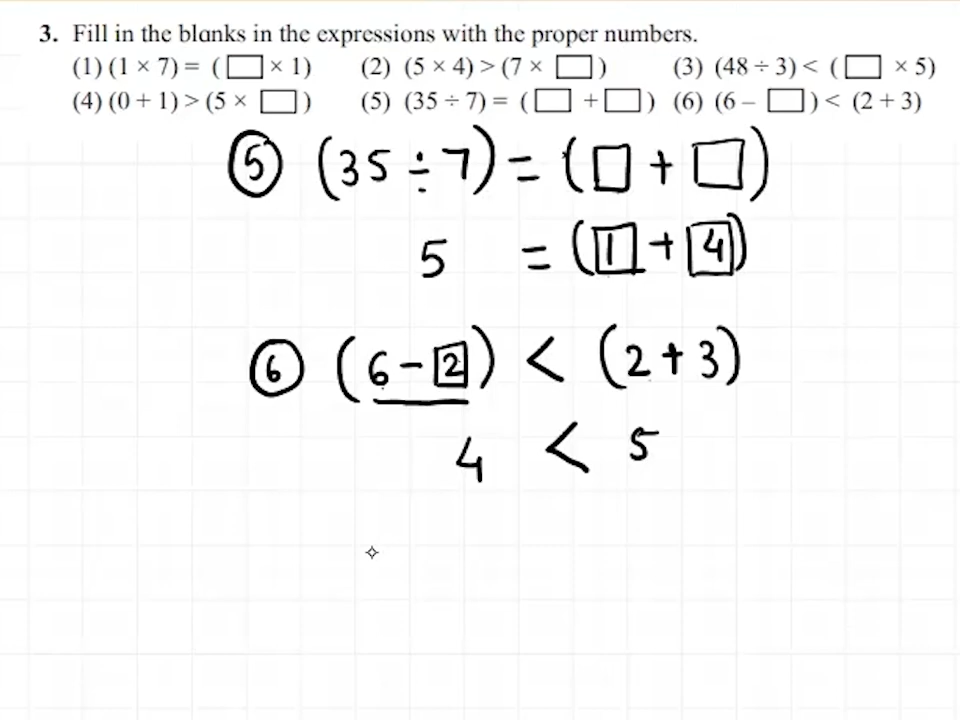 3. Fill in the blanks in the expressions with the proper numbers.
(1) (1 × 7) = (□ × 1) (2) (5 × 4) > (7 × □) (3) (48 ÷ 3) < (□ × 5)
(4) (0 + 1) > (5 × □) (5) (35 ÷ 7) = (□ + □) (6) (6 – □) < (2 + 3)
⑤ (35 ÷ 7) = (□ + □)
5 = (1 + 4)
⑥ (6 - 2) < (2 + 3)
4 < 5